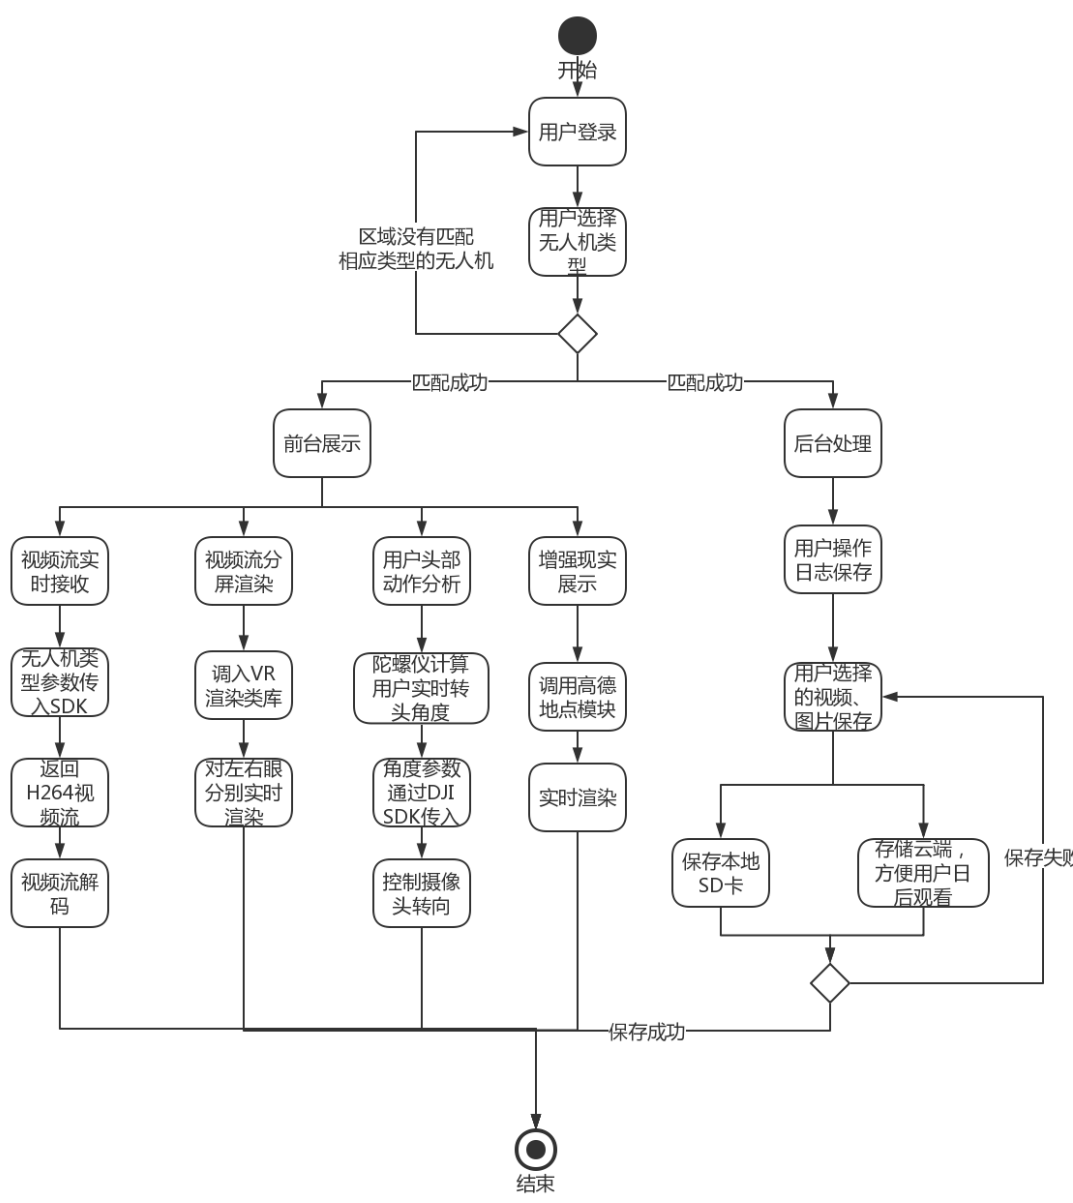 开始
用户登录
用户选择
无人机类
型
区域没有匹配
相应类型的无人机
匹配成功
匹配成功
前台展示
后台处理
视频流实
时接收
视频流分
屏渲染
用户头部
动作分析
增强现实
展示
用户操作
日志保存
无人机类
型参数传
入SDK
调入VR
渲染类库
陀螺仪计算
用户实时转
头角度
调用高德
地点模块
用户选择
的视频、
图片保存
返回
H264视
频流
对左右眼
分别实时
渲染
角度参数
通过DJI
SDK传入
实时渲染
视频流解
码
控制摄像
头转向
保存本地
SD卡
存储云端，
方便用户日
后观看
保存失败
保存成功
结束